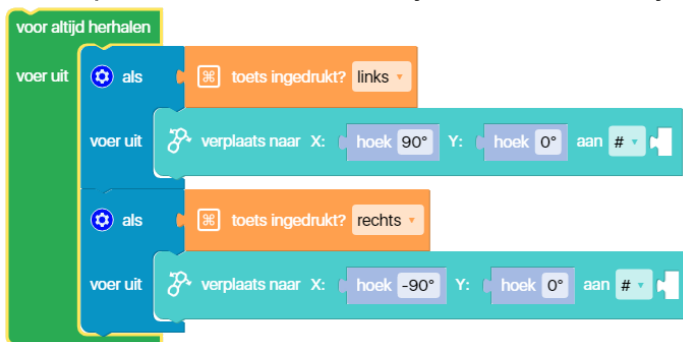 voor altijd herhalen
voer uit als toets ingedrukt? links
voer uit verplaats naar X: hoek 90° Y: hoek 0° aan #
als toets ingedrukt? rechts
voer uit verplaats naar X: hoek -90° Y: hoek 0° aan #